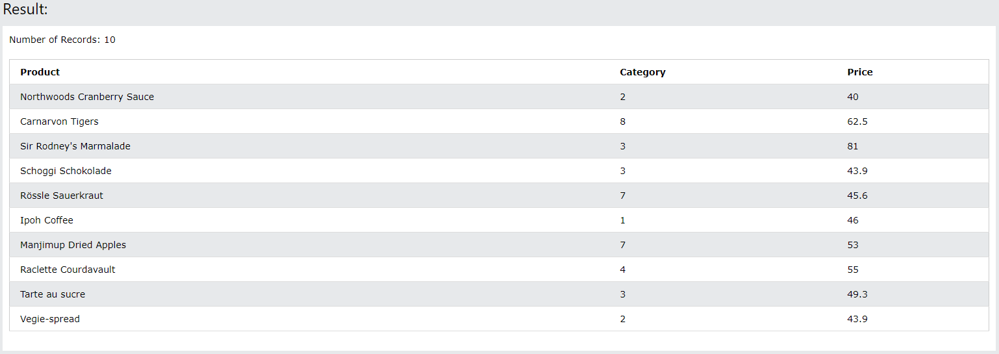 Result:
Number of Records: 10
Product Category Price
Northwoods Cranberry Sauce 2 40
Carnarvon Tigers 8 62.5
Sir Rodney's Marmalade 3 81
Schoggi Schokolade 3 43.9
Rössle Sauerkraut 7 45.6
Ipoh Coffee 1 46
Manjimup Dried Apples 7 53
Raclette Courdavault 4 55
Tarte au sucre 3 49.3
Vegie-spread 2 43.9